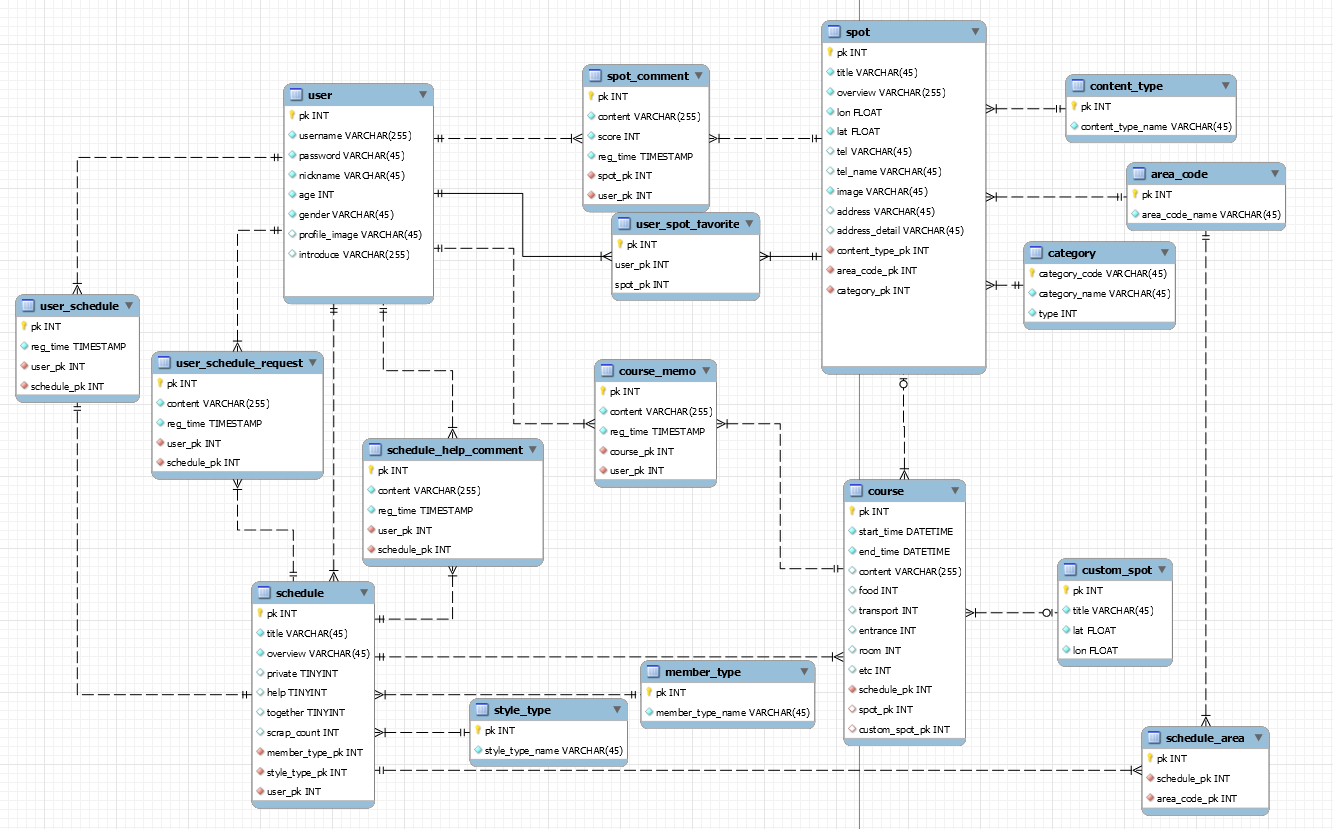 user
pk INT
username VARCHAR(255)
password VARCHAR(45)
nickname VARCHAR(45)
age INT
gender VARCHAR(45)
profile_image VARCHAR(45)
introduce VARCHAR(255)
spot_comment
pk INT
content VARCHAR(255)
score INT
reg_time TIMESTAMP
spot_pk INT
user_pk INT
user_spot_favorite
pk INT
user_pk INT
spot_pk INT
spot
pk INT
title VARCHAR(45)
overview VARCHAR(255)
lon FLOAT
lat FLOAT
tel VARCHAR(45)
tel_name VARCHAR(45)
image VARCHAR(45)
address VARCHAR(45)
address_detail VARCHAR(45)
content_type_pk INT
area_code_pk INT
category_pk INT
content_type
pk INT
content_type_name VARCHAR(45)
area_code
pk INT
area_code_name VARCHAR(45)
category
category_code VARCHAR(45)
category_name VARCHAR(45)
type INT
user_schedule
pk INT
reg_time TIMESTAMP
user_pk INT
schedule_pk INT
user_schedule_request
pk INT
content VARCHAR(255)
reg_time TIMESTAMP
user_pk INT
schedule_pk INT
schedule_help_comment
pk INT
content VARCHAR(255)
reg_time TIMESTAMP
user_pk INT
schedule_pk INT
course_memo
pk INT
content VARCHAR(255)
reg_time TIMESTAMP
course_pk INT
user_pk INT
course
pk INT
start_time DATETIME
end_time DATETIME
content VARCHAR(255)
food INT
transport INT
entrance INT
room INT
etc INT
schedule_pk INT
spot_pk INT
custom_spot_pk INT
custom_spot
pk INT
title VARCHAR(45)
lat FLOAT
lon FLOAT
schedule
pk INT
title VARCHAR(45)
overview VARCHAR(45)
private TINYINT
help TINYINT
together TINYINT
scrap_count INT
member_type_pk INT
style_type_pk INT
user_pk INT
member_type
pk INT
member_type_name VARCHAR(45)
style_type
pk INT
style_type_name VARCHAR(45)
schedule_area
pk INT
schedule_pk INT
area_code_pk INT